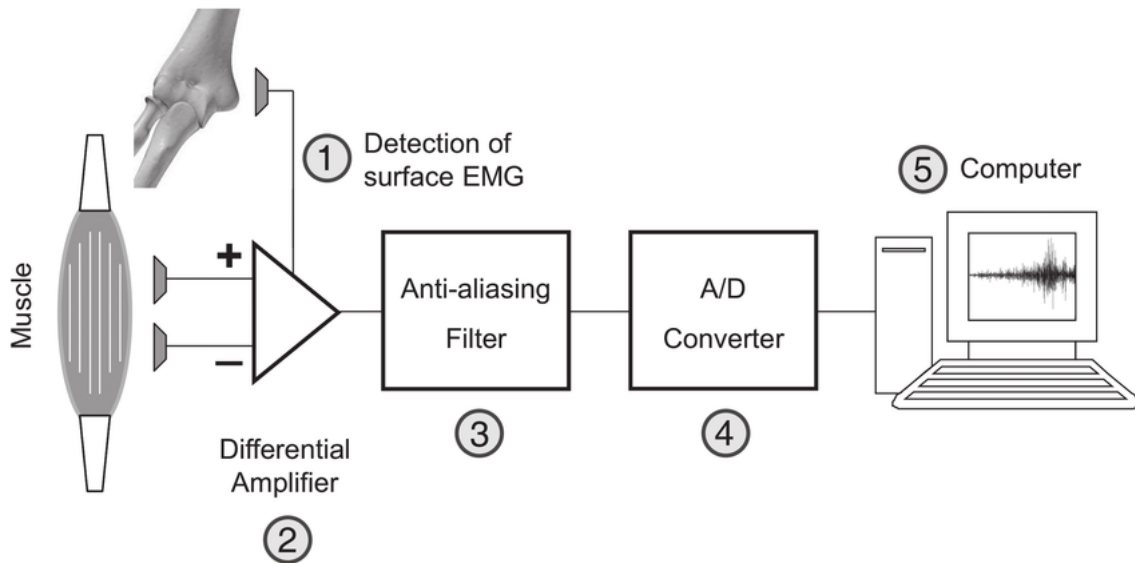 1
Detection of
surface EMG
5 Computer
Muscle
+
−
Anti-aliasing
Filter
A/D
Converter
3
4
Differential
Amplifier
2